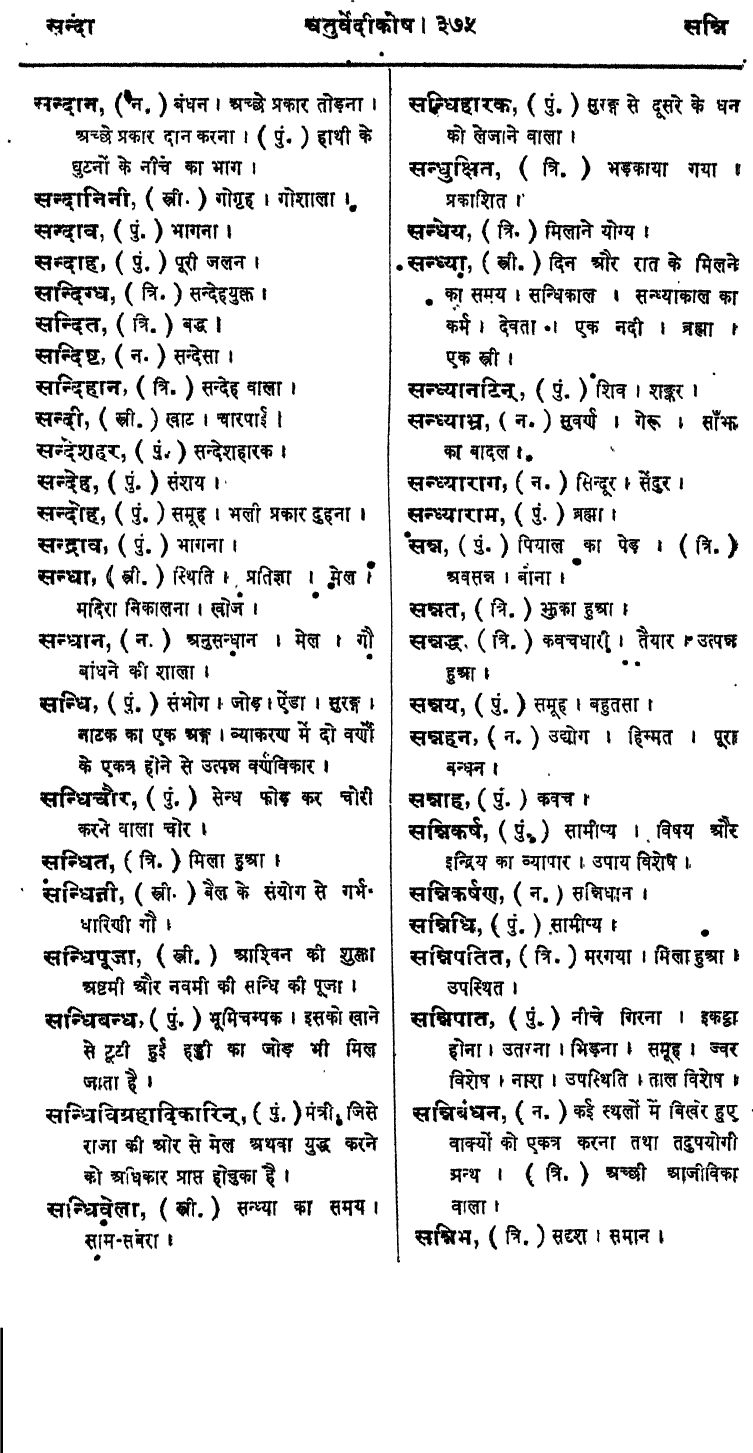 सन्दा चतुर्वेदीकोष । ३७५ सन्नि
सन्दान, ( न. ) बंधन । अच्छे प्रकार तोड़ना ।
अच्छे प्रकार दान करना । ( पुं. ) हाथी के
घुटनों के नीचे का भाग ।
सन्दानिनी, ( स्त्री. ) गोगृह । गोशाला ।
सन्दाव, ( पुं. ) भागना ।
सन्दाह, ( पुं. ) पूरी जलन ।
सन्दिग्ध, ( त्रि. ) सन्देहयुक्त ।
सन्दित, ( त्रि. ) बद्ध ।
सन्दिष्ट, ( न. ) सन्देसा ।
सन्दिहान, ( त्रि. ) सन्देह वाला ।
सन्दी, ( स्त्री. ) खाट । चारपाई ।
सन्देशहर, ( पुं. ) सन्देशहारक ।
सन्देह, ( पुं. ) संशय ।
सन्दोह, ( पुं. ) समूह । भली प्रकार दुहना ।
सन्द्राव, ( पुं. ) भागना ।
सन्धा, ( स्त्री. ) स्थिति । प्रतिज्ञा । मेल ।
मदिरा निकालना । खोज ।
सन्धान, ( न. ) अनुसन्धान । मेल । गौ
बांधने की शाला ।
सन्धि, ( पुं. ) संभोग । जोड़ । ऐंडा । सुरङ्ग ।
नाटक का एक अङ्ग । व्याकरण में दो वर्णों
के एकत्र होने से उत्पन्न वर्णविकार ।
सन्धिचौर, ( पुं. ) सेन्ध फोड़ कर चोरी
करने वाला चोर ।
सन्धित, ( त्रि. ) मिला हुआ ।
सन्धिनी, ( स्त्री. ) बैल के संयोग से गर्भ-
धारिणी गौ ।
सन्धिपूजा, ( स्त्री. ) आश्विन की शुक्ला
अष्टमी और नवमी की सन्धि की पूजा ।
सन्धिबन्ध, ( पुं. ) भूमिचम्पक । इसको खाने
से टूटी हुई हड्डी का जोड़ भी मिल
जाता है ।
सन्धिविग्रहादिकारिन्, ( पुं. ) मंत्री, जिसे
राजा की ओर से मेल अथवा युद्ध करने
को अधिकार प्राप्त होचुका है ।
सन्धिवेला, ( स्त्री. ) सन्ध्या का समय ।
साम-सबेरा ।
सन्धिहारक, ( पुं. ) सुरङ्ग से दूसरे के धन
को लेजाने वाला ।
सन्धुक्षित, ( त्रि. ) भड़काया गया ।
प्रकाशित ।
सन्धेय, ( त्रि. ) मिलाने योग्य ।
सन्ध्या, ( स्त्री. ) दिन और रात के मिलने
का समय । सन्धिकाल । सन्ध्याकाल का
कर्म । देवता । एक नदी । ब्रह्मा ।
एक स्त्री ।
सन्ध्यानटिन्, ( पुं. ) शिव । शङ्कर ।
सन्ध्याभ्र, ( न. ) सुवर्ण । गेरू । साँझ
का बादल ।
सन्ध्याराग, ( न. ) सिन्दूर । सेंदुर ।
सन्ध्याराम, ( पुं. ) ब्रह्मा ।
सन्न, ( पुं. ) पियाल का पेड़ । ( त्रि. )
अवसन्न । बौना ।
सन्नत, ( त्रि. ) झुका हुआ ।
सन्नद्ध, ( त्रि. ) कवचधारी । तैयार । उत्पन्न
हुआ ।
सन्नय, ( पुं. ) समूह । बहुतसा ।
सन्नहन, ( न. ) उद्योग । हिम्मत । पूरा
बन्धन ।
सन्नाह, ( पुं. ) कवच ।
सन्निकर्ष, ( पुं. ) सामीप्य । विषय और
इन्द्रिय का व्यापार । उपाय विशेष ।
सन्निकर्षण, ( न. ) सन्निधान ।
सन्निधि, ( पुं. ) सामीप्य ।
सन्निपतित, ( त्रि. ) मरगया । मिला हुआ ।
उपस्थित ।
सन्निपात, ( पुं. ) नीचे गिरना । इकट्ठा
होना । उतरना । भिड़ना । समूह । ज्वर
विशेष । नाश । उपस्थिति । ताल विशेष ।
सन्निबंधन, ( न. ) कई स्थलों में बिखरे हुए
वाक्यों को एकत्र करना तथा तदुपयोगी
ग्रन्थ । ( त्रि. ) अच्छी आजीविका
वाला ।
सन्निभ, ( त्रि. ) सदृश । समान ।